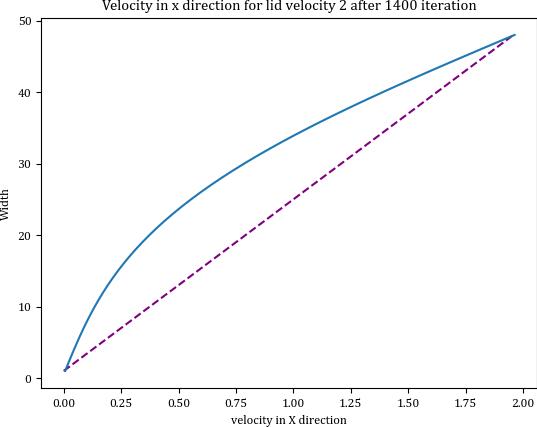 Velocity in x direction for lid velocity 2 after 1400 iteration
50
40
30
20
10
0
Width
0.00 0.25 0.50 0.75 1.00 1.25 1.50 1.75 2.00
velocity in X direction